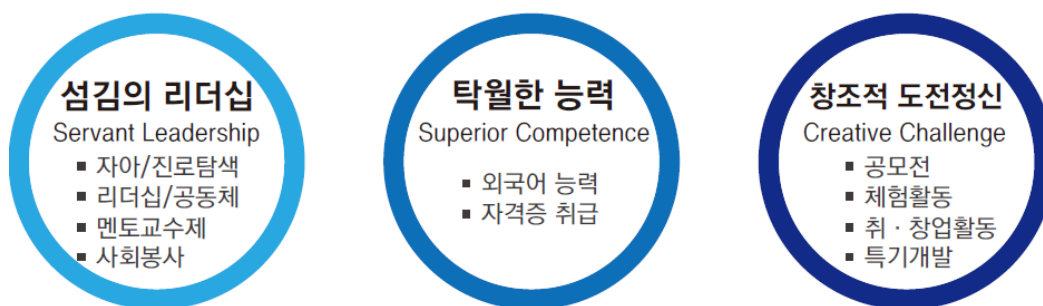 섬김의 리더십
Servant Leadership
▪ 자아/진로탐색
▪ 리더십/공동체
▪ 멘토교수제
▪ 사회봉사
탁월한 능력
Superior Competence
▪ 외국어 능력
▪ 자격증 취급
창조적 도전정신
Creative Challenge
▪ 공모전
▪ 체험활동
▪ 취 · 창업활동
▪ 특기개발